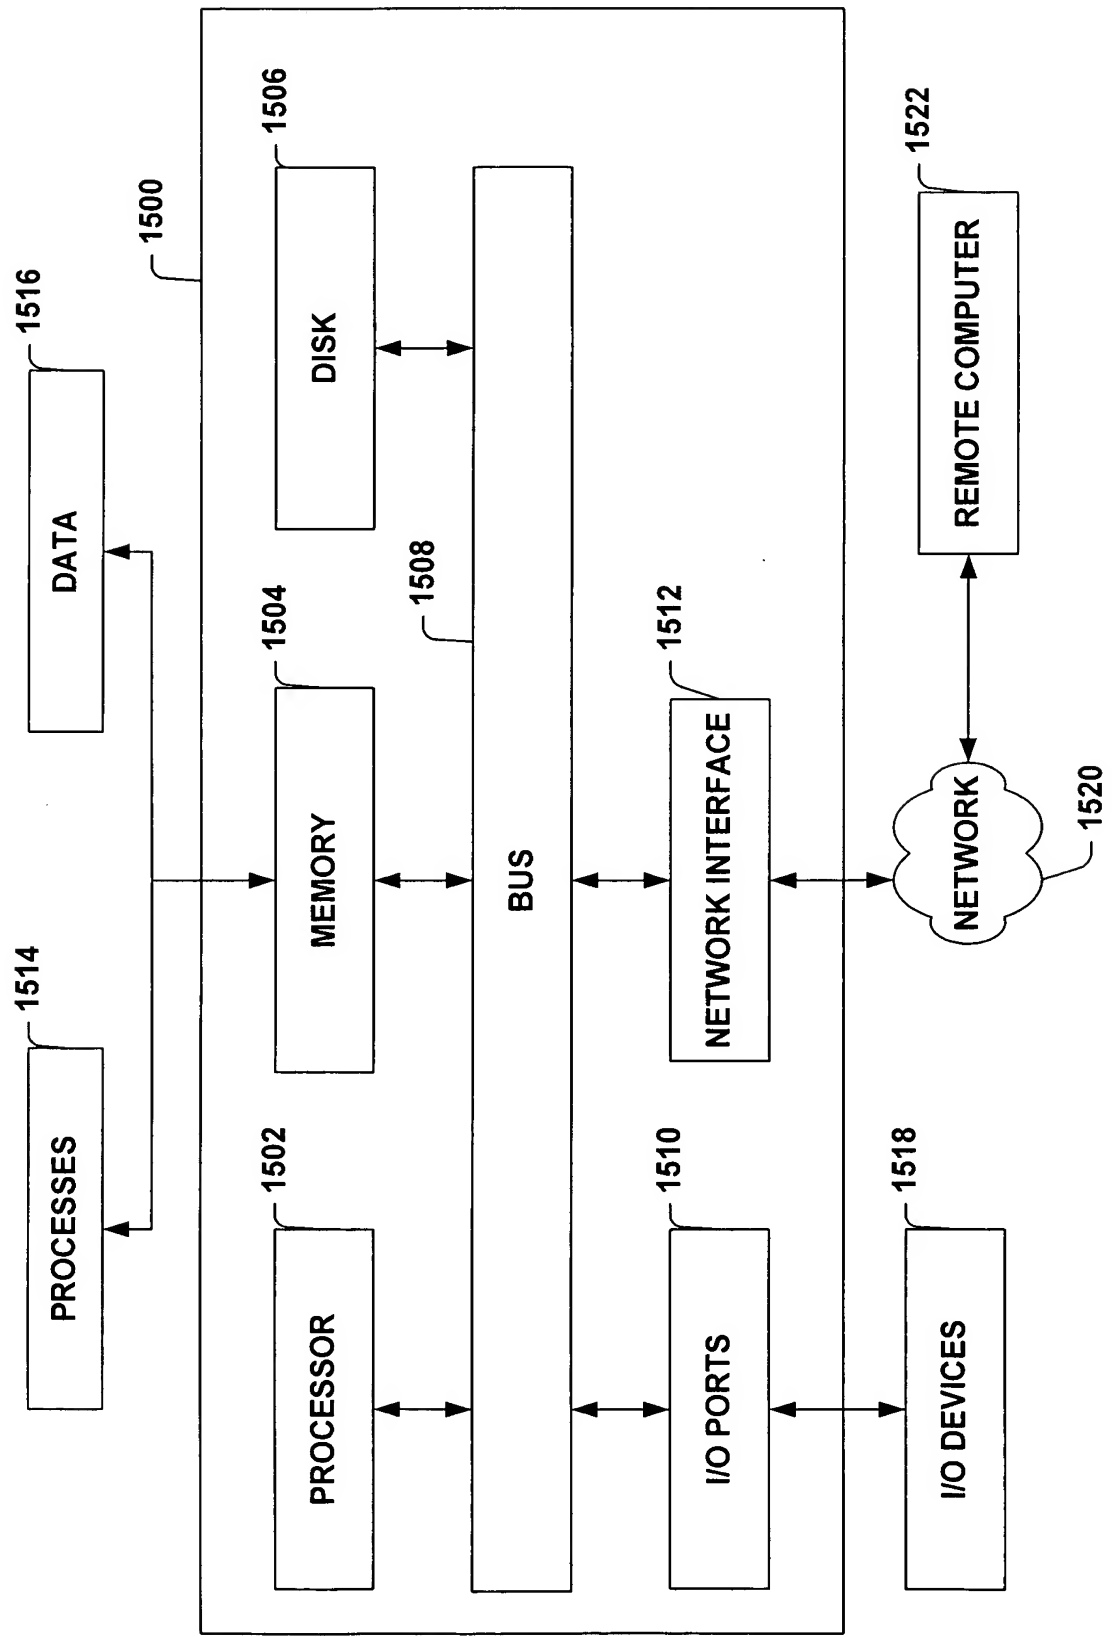 PROCESSES
1514
DATA
1516
1500
PROCESSOR
1502
MEMORY
1504
DISK
1506
BUS
1508
I/O PORTS
1510
NETWORK INTERFACE
1512
I/O DEVICES
1518
NETWORK
1520
REMOTE COMPUTER
1522